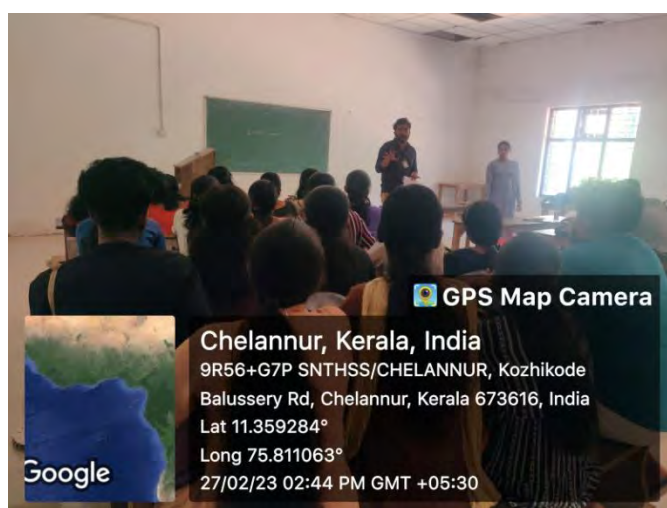 GPS Map Camera
Chelannur, Kerala, India
9R56+G7P SNTHSS/CHELANNUR, Kozhikode
Balussery Rd, Chelannur, Kerala 673616, India
Lat 11.359284°
Long 75.811063°
27/02/23 02:44 PM GMT +05:30
Google